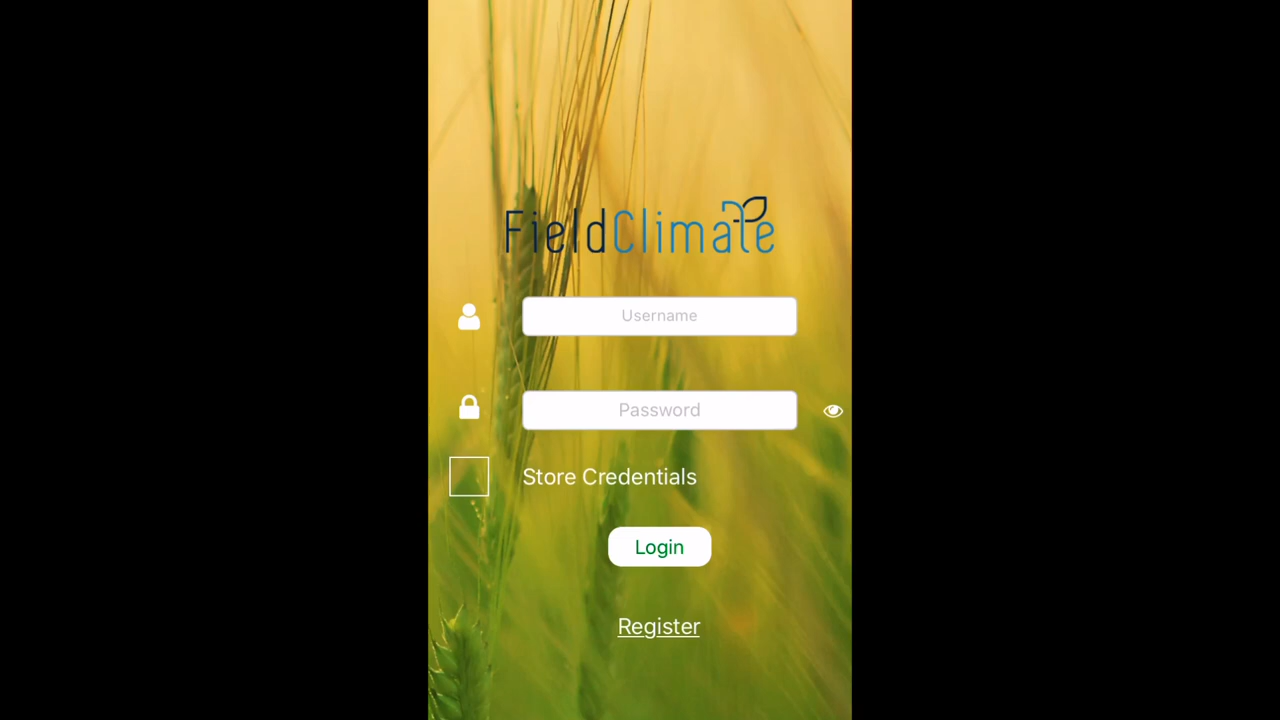 FieldClimate
Username
Password
Store Credentials
Login
Register